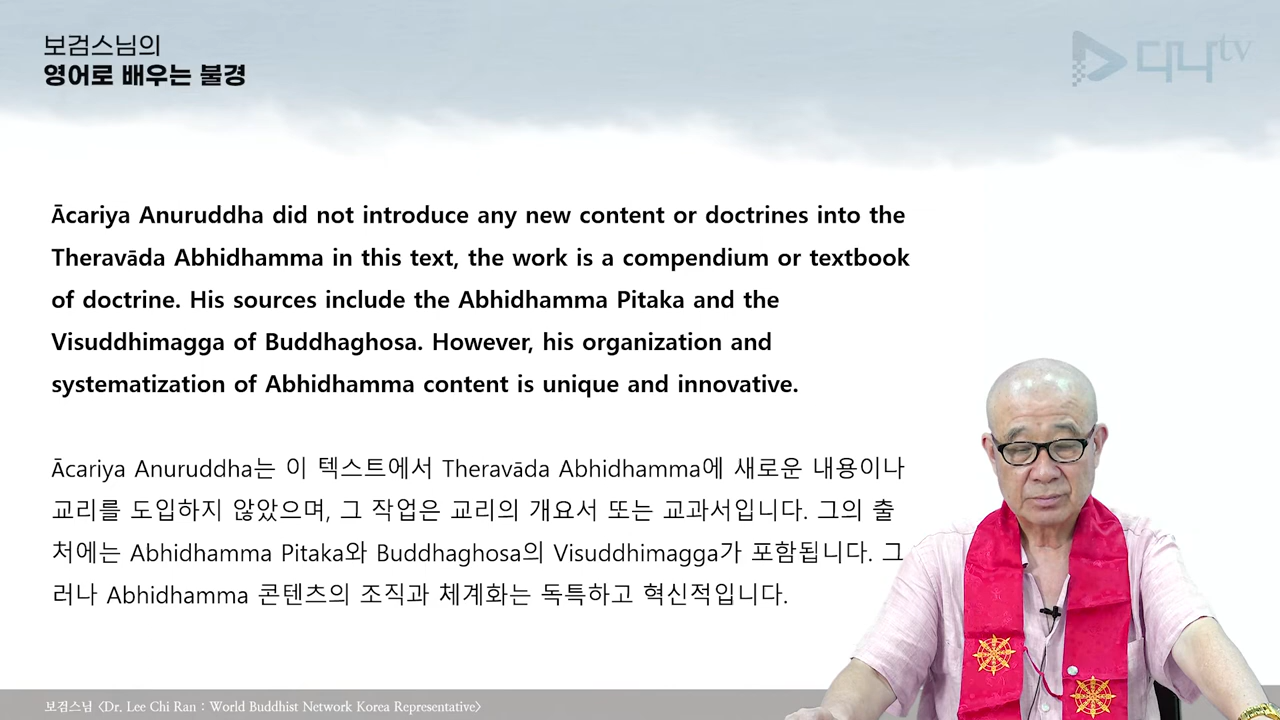 보검스님의
영어로 배우는 불경
디나tv
Ācariya Anuruddha did not introduce any new content or doctrines into the
Theravāda Abhidhamma in this text, the work is a compendium or textbook
of doctrine. His sources include the Abhidhamma Pitaka and the
Visuddhimagga of Buddhaghosa. However, his organization and
systematization of Abhidhamma content is unique and innovative.
Ācariya Anuruddha는 이 텍스트에서 Theravāda Abhidhamma에 새로운 내용이나
교리를 도입하지 않았으며, 그 작업은 교리의 개요서 또는 교과서입니다. 그의 출
처에는 Abhidhamma Pitaka와 Buddhaghosa의 Visuddhimagga가 포함됩니다. 그
러나 Abhidhamma 콘텐츠의 조직과 체계화는 독특하고 혁신적입니다.
보검스님 <Dr. Lee Chi Ran : World Buddhist Network Korea Representative>